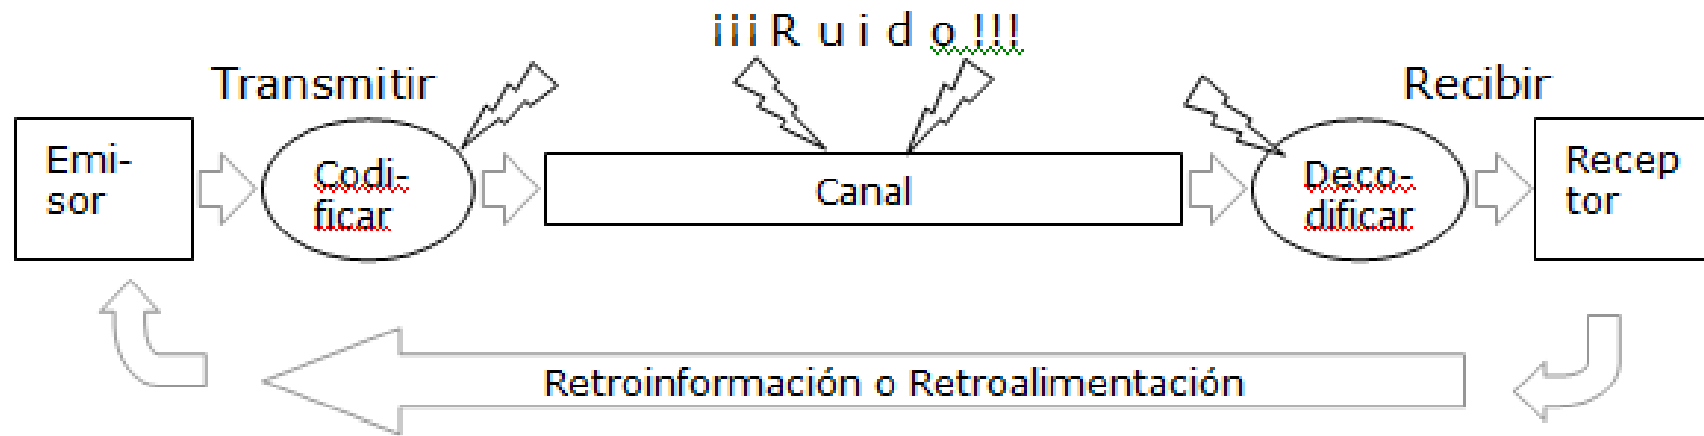 ¡¡¡R u i d o !!!
Transmitir
Recibir
Emi-
sor
Codi-
ficar
Canal
Deco-
dificar
Recep
tor
Retroinformación o Retroalimentación